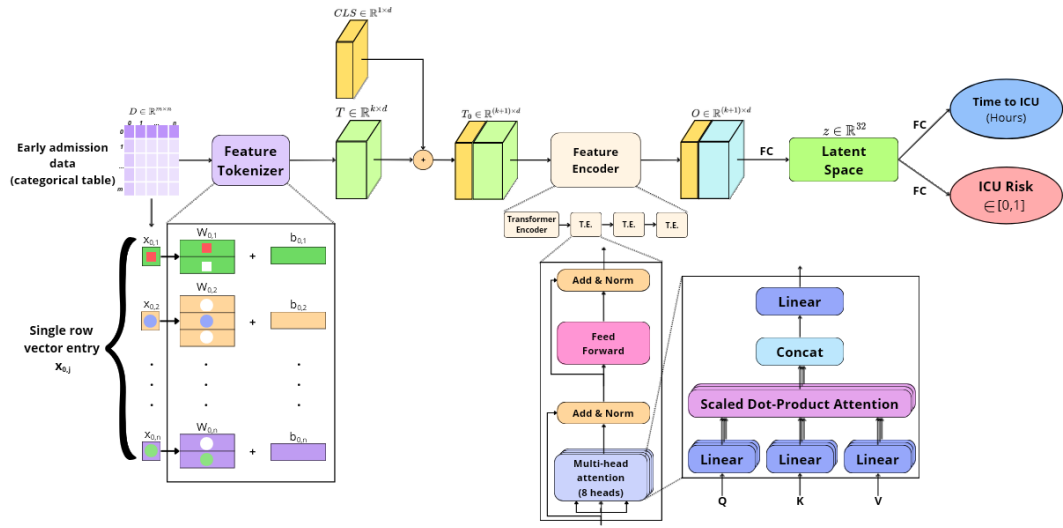 CLS ∈ ℝ^{1×d}
D ∈ ℝ^{m×n}
0 1 ... n
0
1
m
Early admission
data
(categorical table)
Feature
Tokenizer
T ∈ ℝ^{k×d}
+
T₀ ∈ ℝ^{(k+1)×d}
Feature
Encoder
O ∈ ℝ^{(k+1)×d}
FC
z ∈ ℝ^{32}
Latent
Space
FC
FC
Time to ICU
(Hours)
ICU Risk
∈[0,1]
Transformer
Encoder
T.E.
T.E.
T.E.
Single row
vector entry
x_{0,j}
x_{0,1}
W_{0,1}
+
b_{0,1}
x_{0,2}
W_{0,2}
+
b_{0,2}
x_{0,n}
W_{0,n}
+
b_{0,n}
Add & Norm
Feed
Forward
Add & Norm
Multi-head
attention
(8 heads)
Linear
Concat
Scaled Dot-Product Attention
Linear
Linear
Linear
Q
K
V